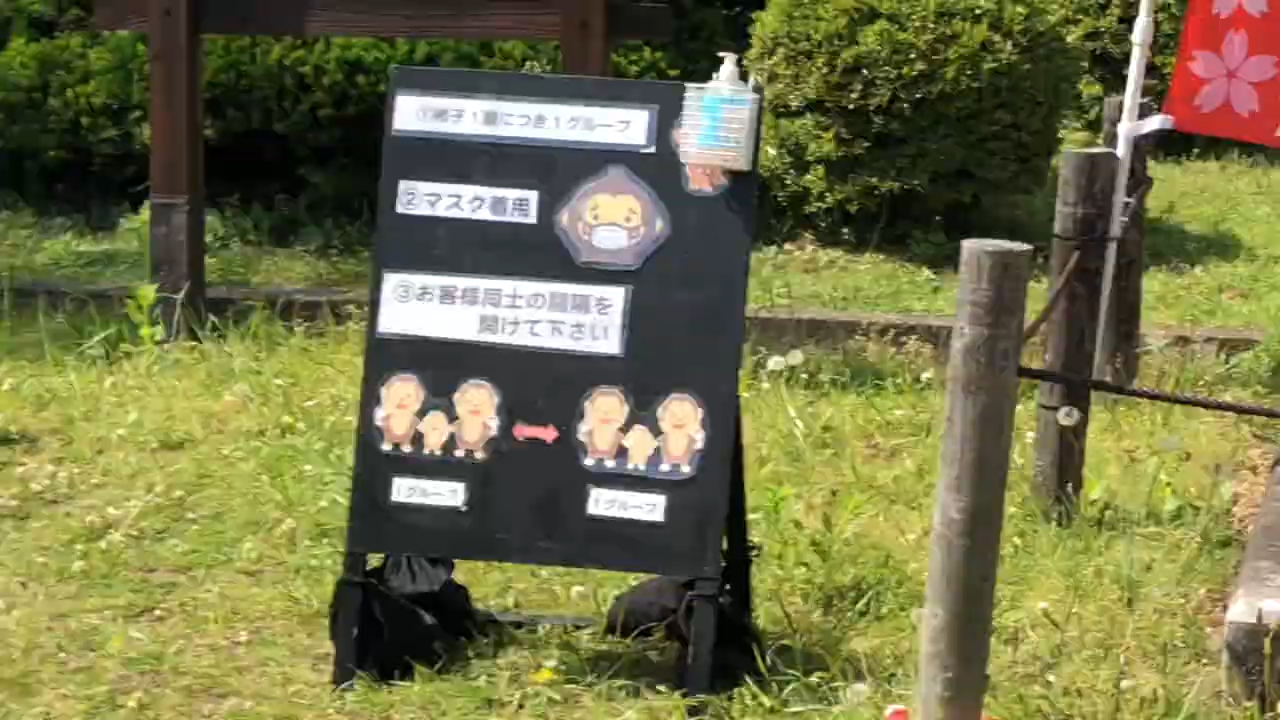 ①椅子1脚につき1グループ
②マスク着用
③お客様同士の間隔を
開けて下さい
1グループ
1グループ